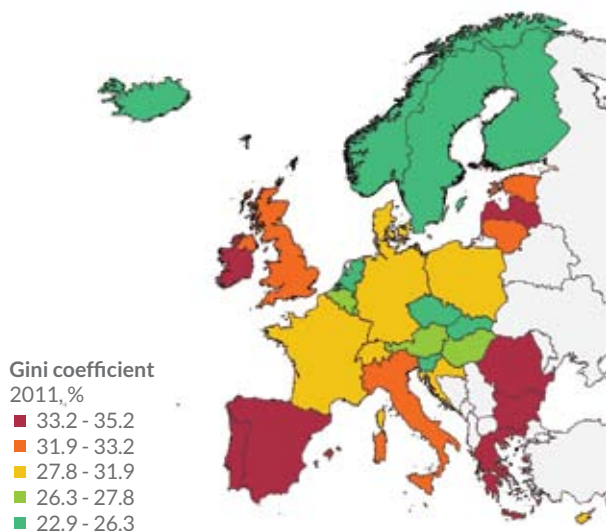 Gini coefficient
2011,%
33.2 - 35.2
31.9 - 33.2
27.8 - 31.9
26.3 - 27.8
22.9 - 26.3